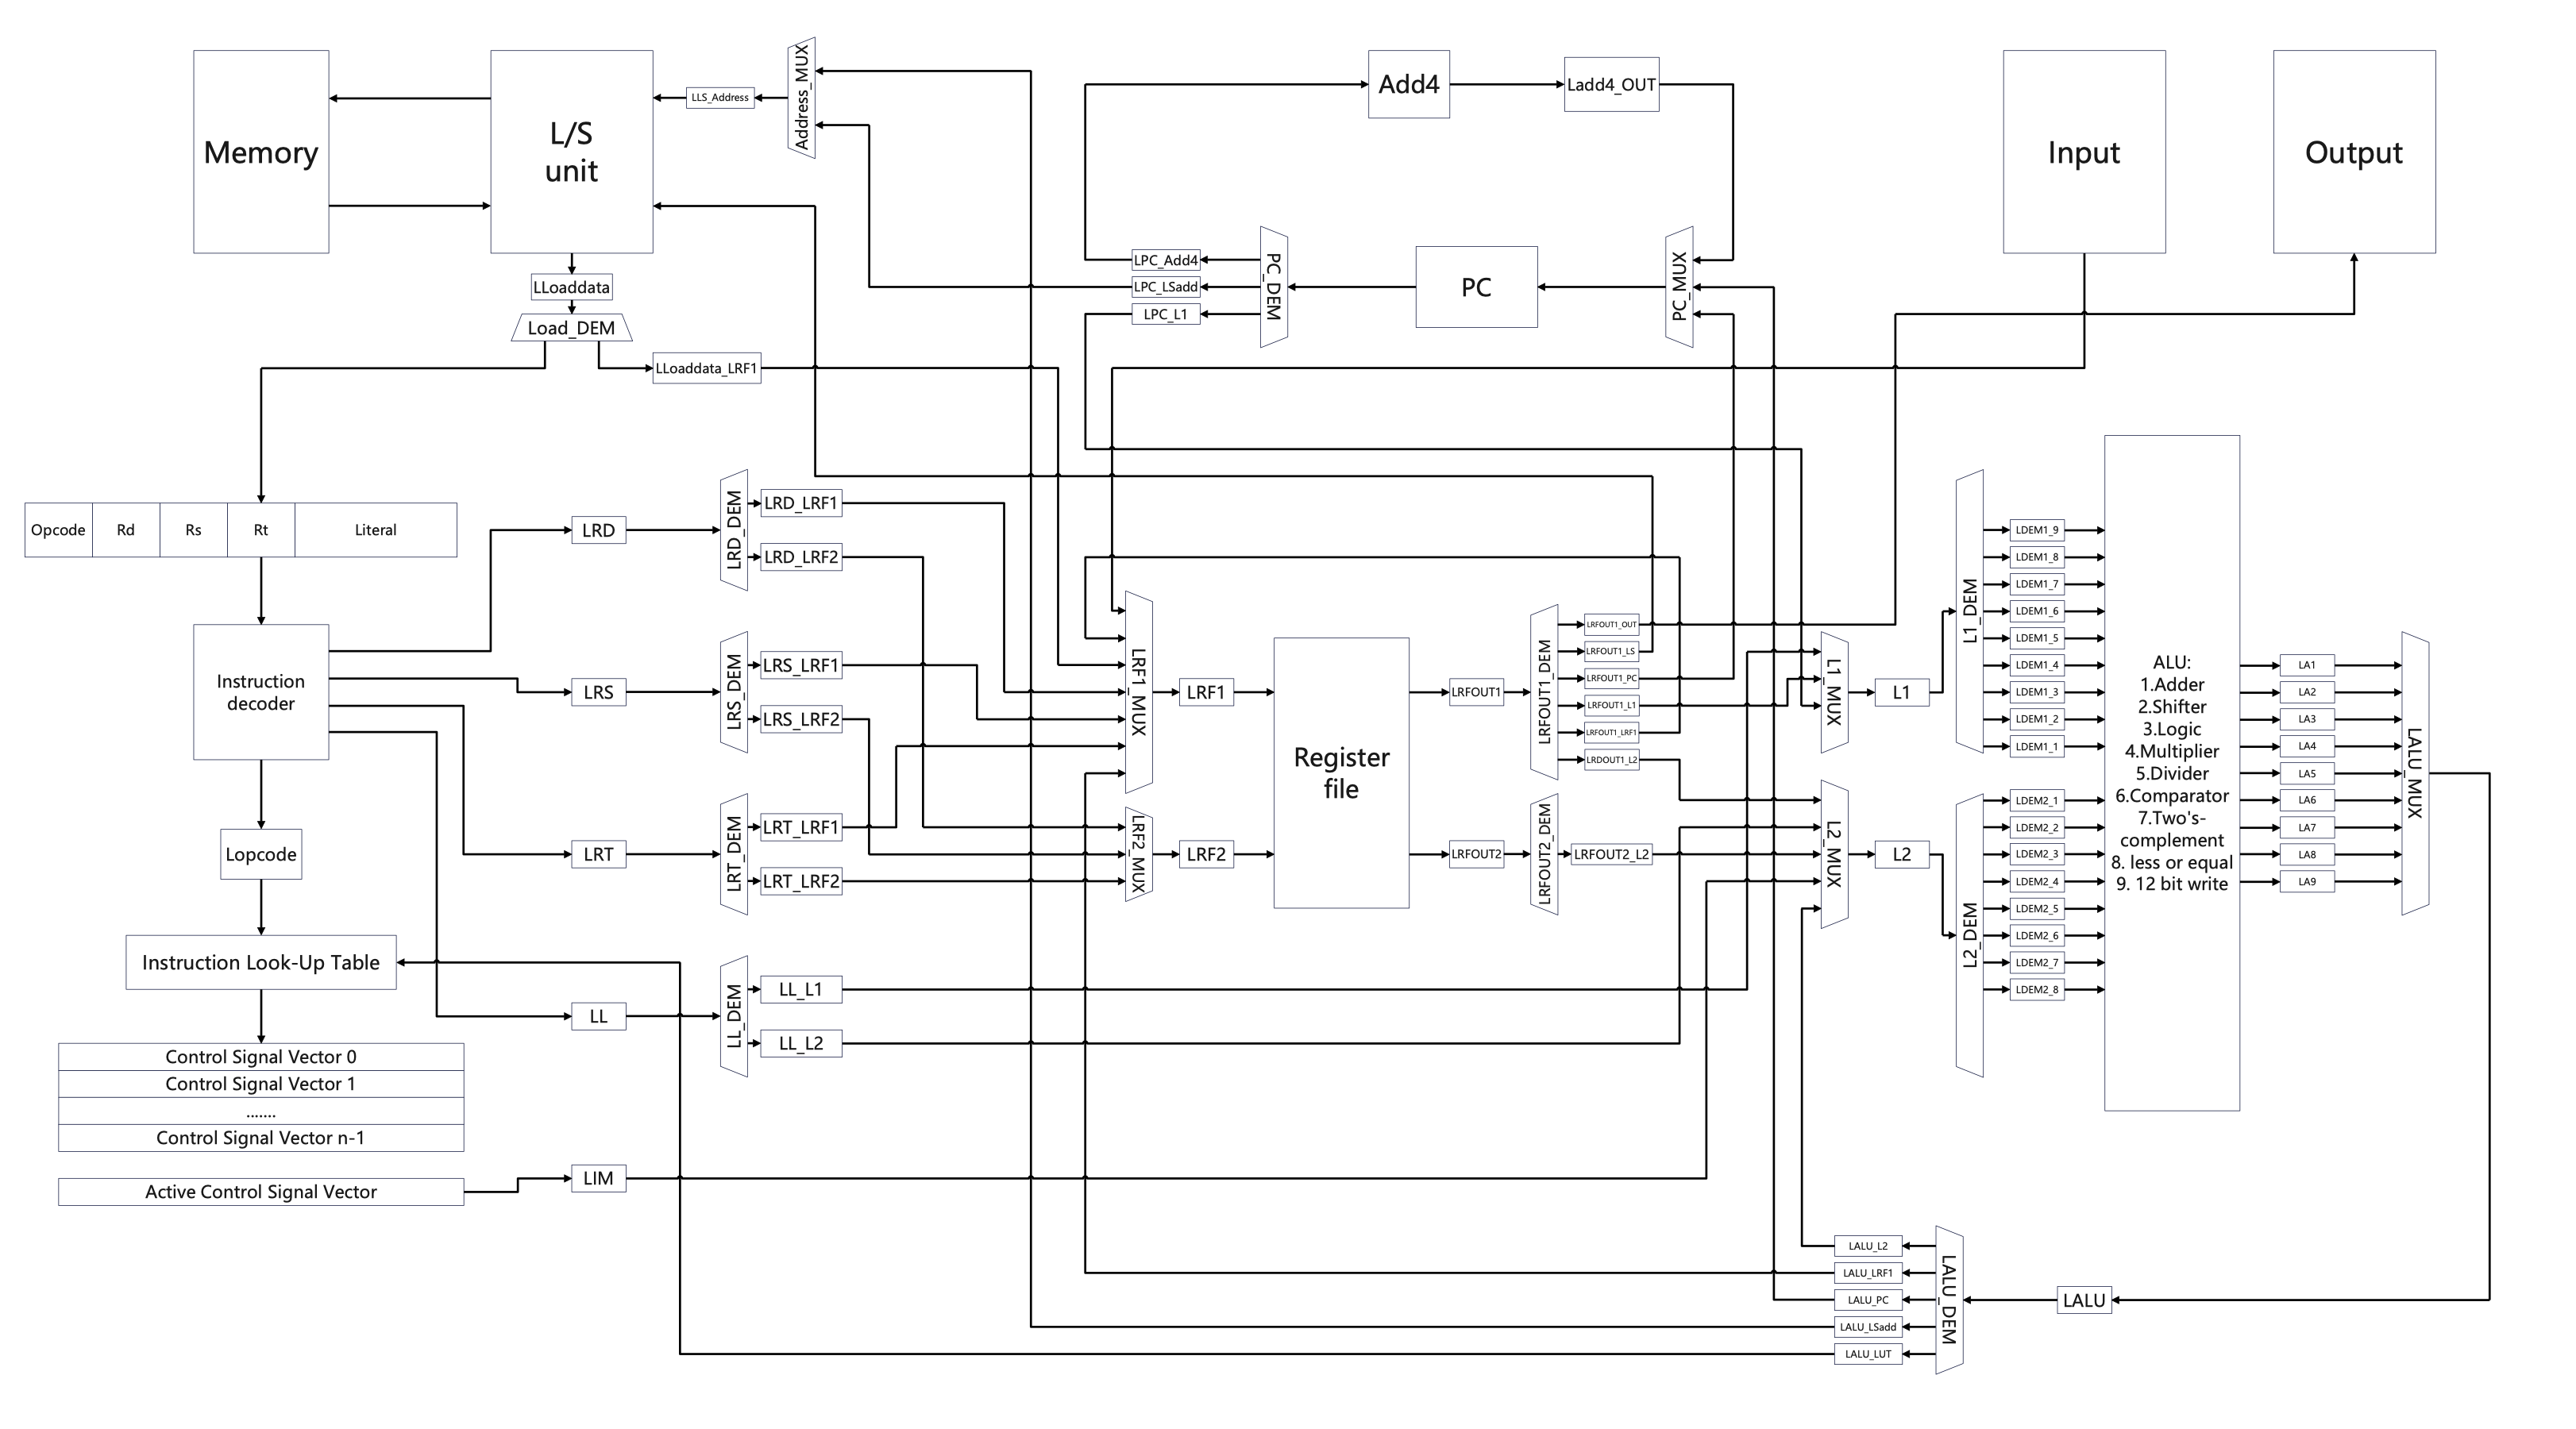 Memory
L/S
unit
LLS_Address
Address_MUX
Add4
Ladd4_OUT
Input
Output
LPC_Add4
LPC_LSadd
LPC_L1
PC_DEM
PC
PC_MUX
LLoaddata
Load_DEM
LLoaddata_LRF1
Opcode
Rd
Rs
Rt
Literal
LRD
LRD_DEM
LRD_LRF1
LRD_LRF2
Instruction
decoder
LRS
LRS_DEM
LRS_LRF1
LRS_LRF2
LRT
LRT_DEM
LRT_LRF1
LRT_LRF2
LRF1_MUX
LRF2_MUX
LRF1
LRF2
Register
file
LRFOUT1
LRFOUT2
LRFOUT1_DEM
LRFOUT2_DEM
LRFOUT1_OUT
LRFOUT1_LS
LRFOUT1_PC
LRFOUT1_L1
LRFOUT1_LRF1
LRDOUT1_L2
LRFOUT2_L2
L1_MUX
L2_MUX
L1
L2
L1_DEM
L2_DEM
LDEM1_9
LDEM1_8
LDEM1_7
LDEM1_6
LDEM1_5
LDEM1_4
LDEM1_3
LDEM1_2
LDEM1_1
LDEM2_1
LDEM2_2
LDEM2_3
LDEM2_4
LDEM2_5
LDEM2_6
LDEM2_7
LDEM2_8
ALU:
1.Adder
2.Shifter
3.Logic
4.Multiplier
5.Divider
6.Comparator
7.Two's-
complement
8. less or equal
9. 12 bit write
LA1
LA2
LA3
LA4
LA5
LA6
LA7
LA8
LA9
LALU_MUX
Lopcode
Instruction Look-Up Table
LL
LL_DEM
LL_L1
LL_L2
Control Signal Vector 0
Control Signal Vector 1
.......
Control Signal Vector n-1
Active Control Signal Vector
LIM
LALU_L2
LALU_LRF1
LALU_PC
LALU_LSadd
LALU_LUT
LALU_DEM
LALU